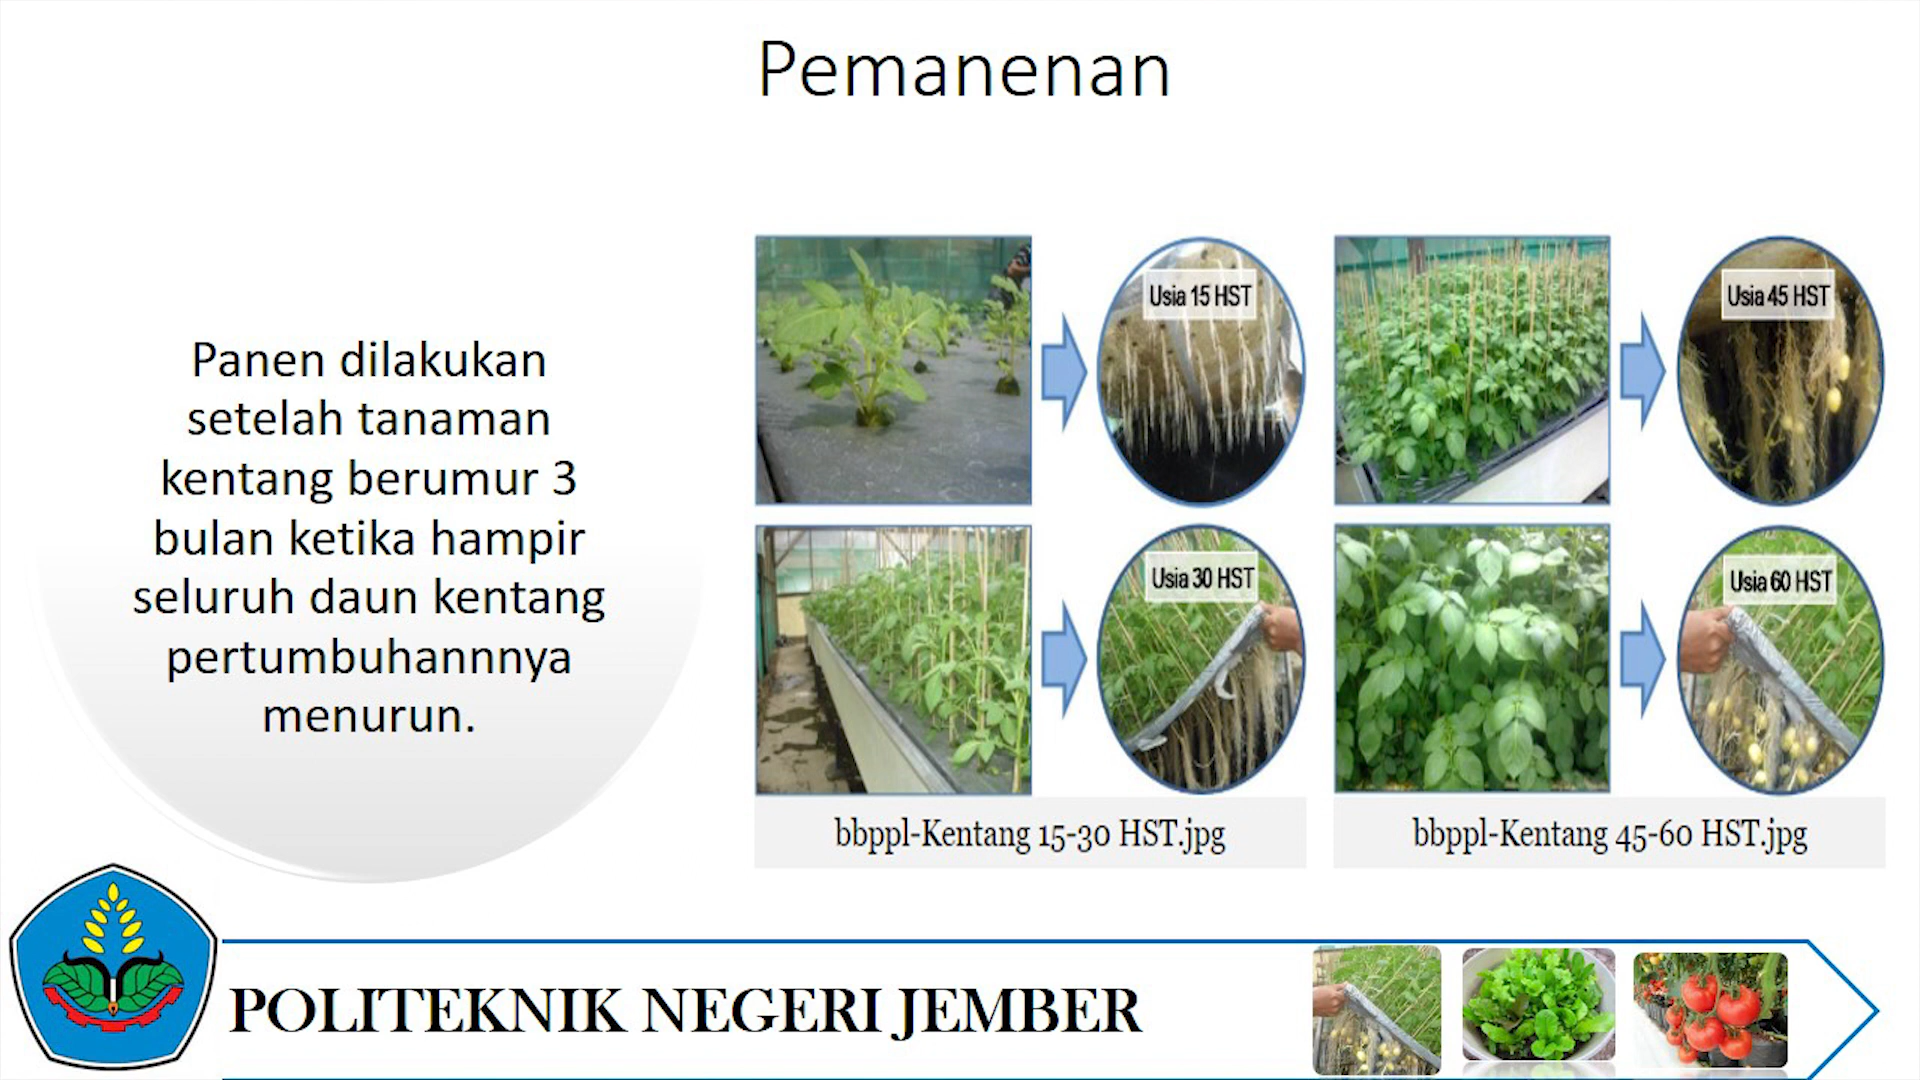 Pemanenan
Panen dilakukan
setelah tanaman
kentang berumur 3
bulan ketika hampir
seluruh daun kentang
pertumbuhannnya
menurun.
Usia 15 HST
Usia 45 HST
Usia 30 HST
Usia 60 HST
bbppl-Kentang 15-30 HST.jpg
bbppl-Kentang 45-60 HST.jpg
POLITEKNIK NEGERI JEMBER